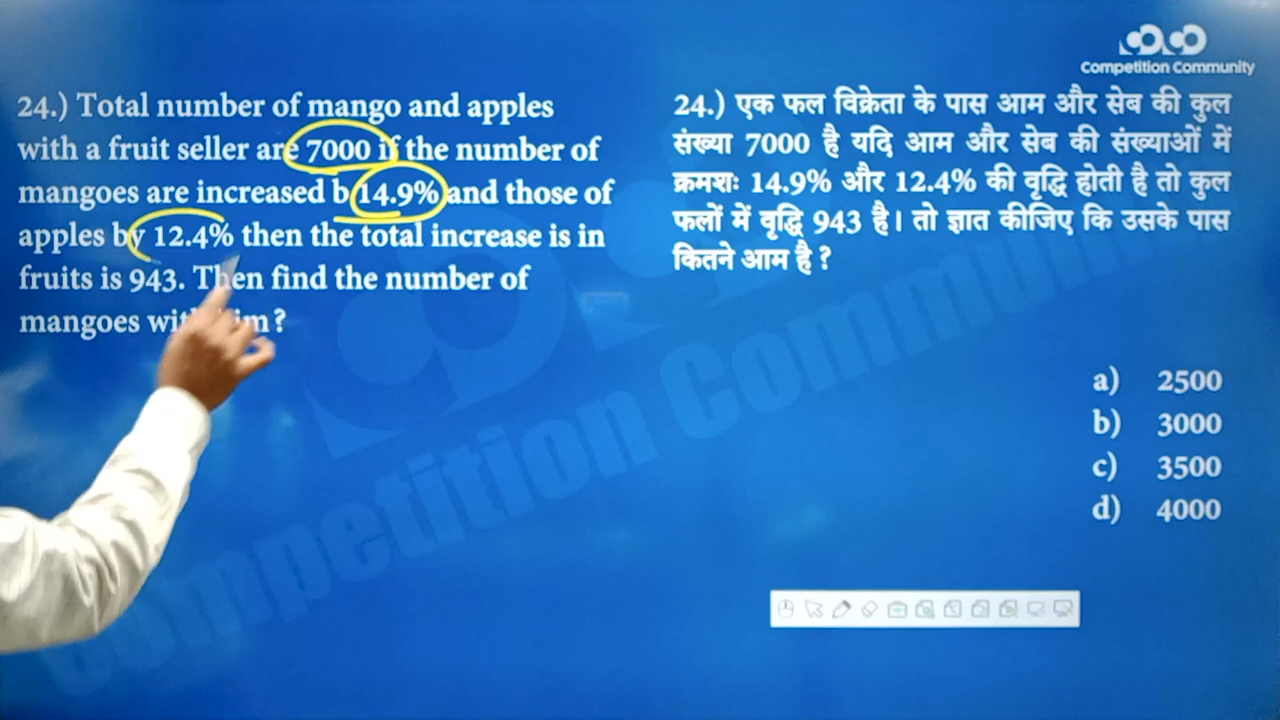 Competition Community
24.) Total number of mango and apples
with a fruit seller are 7000 if the number of
mangoes are increased b 14.9% and those of
apples by 12.4% then the total increase is in
fruits is 943. Then find the number of
mangoes with him?
24.) एक फल विक्रेता के पास आम और सेब की कुल
संख्या 7000 है यदि आम और सेब की संख्याओं में
क्रमशः 14.9% और 12.4% की वृद्धि होती है तो कुल
फलों में वृद्धि 943 है। तो ज्ञात कीजिए कि उसके पास
कितने आम है ?
a) 2500
b) 3000
c) 3500
d) 4000
Competition Community